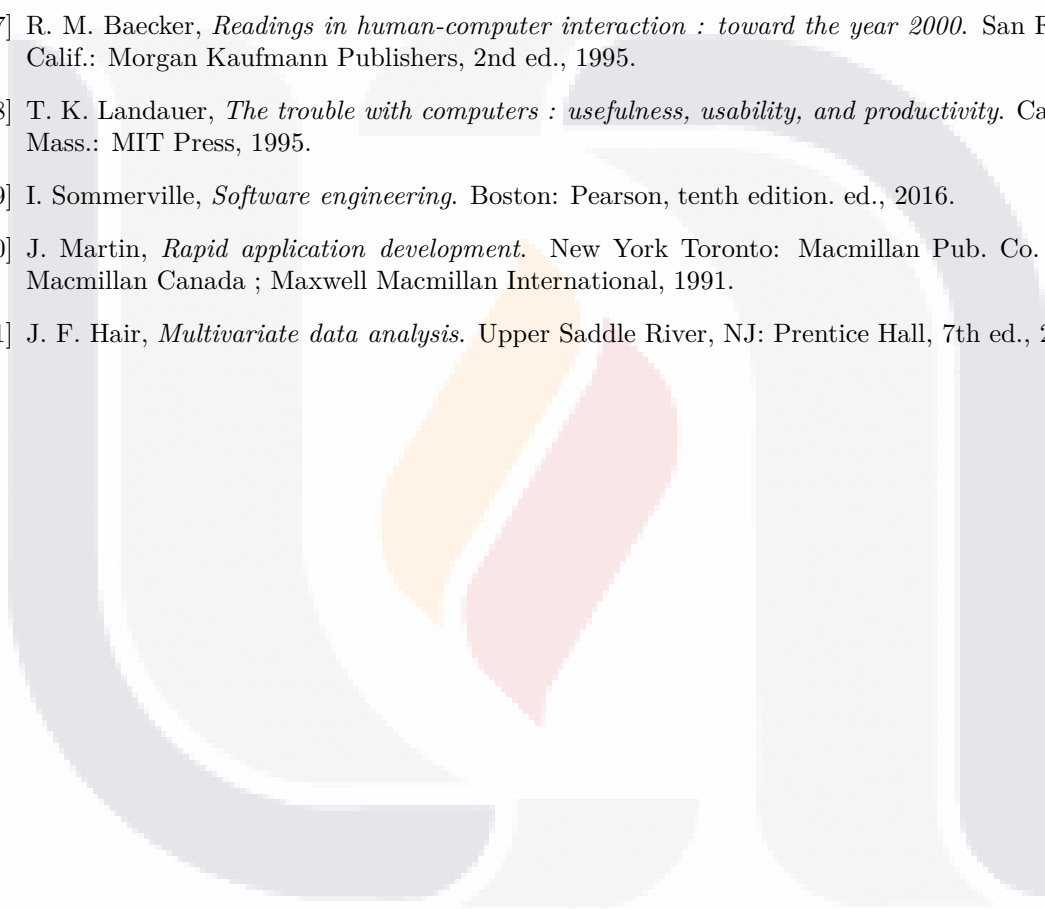 7] R. M. Baecker, Readings in human-computer interaction : toward the year 2000. San
Calif.: Morgan Kaufmann Publishers, 2nd ed., 1995.
8] T. K. Landauer, The trouble with computers : usefulness, usability, and productivity.
Mass.: MIT Press, 1995.
9] I. Sommerville, Software engineering. Boston: Pearson, tenth edition. ed., 2016.
0] J. Martin, Rapid application development. New York Toronto: Macmillan Pub. Co.
Macmillan Canada ; Maxwell Macmillan International, 1991.
1] J. F. Hair, Multivariate data analysis. Upper Saddle River, NJ: Prentice Hall, 7th ed.,